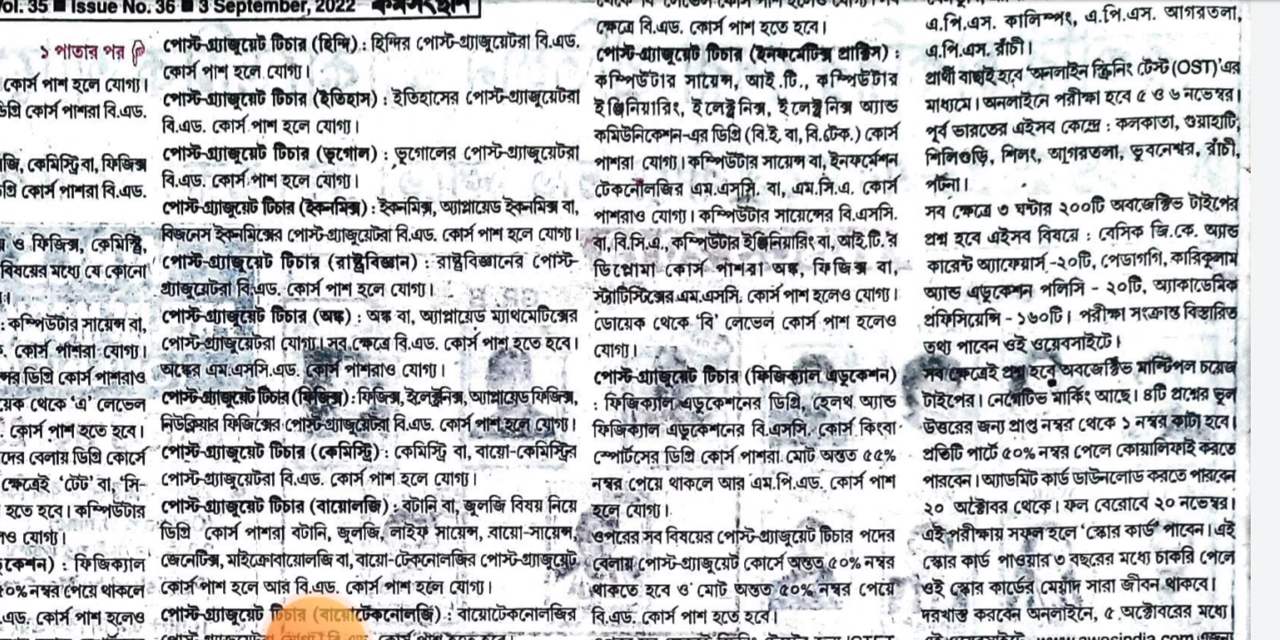 Vol. 35 ■ Issue No. 36 ■ 3 September, 2022 কর্মসংস্থান
১ পাতার পর
কোর্স পাশ হলে যোগ্য।
ডিগ্রি কোর্স পাশরা বি.এড.
জি, কেমিস্ট্রি বা, ফিজিক্স
গ্রি কোর্স পাশরা বি.এড.
ও ফিজিক্স, কেমিস্ট্রি,
বিষয়ের মধ্যে যে কোনো
: কম্পিউটার সায়েন্স বা,
কোর্স পাশরা যোগ্য।
ডিগ্রি কোর্স পাশরাও
থেকে 'এ' লেভেল
কোর্স পাশ হতে হবে।
বেলায় ডিগ্রি কোর্সে
ক্ষেত্রেই 'টেট' বা, 'সি-
হতে হবে। কম্পিউটার
যোগ্য।
: ফিজিক্যাল
৫০% নম্বর পেয়ে থাকলে
এড. কোর্স পাশ হলেও
পোস্ট-গ্র্যাজুয়েট টিচার (হিন্দি) : হিন্দির পোস্ট-গ্র্যাজুয়েটরা বি.এড.
কোর্স পাশ হলে যোগ্য।
পোস্ট-গ্র্যাজুয়েট টিচার (ইতিহাস) : ইতিহাসের পোস্ট-গ্র্যাজুয়েটরা
বি.এড. কোর্স পাশ হলে যোগ্য।
পোস্ট-গ্র্যাজুয়েট টিচার (ভূগোল) : ভূগোলের পোস্ট-গ্র্যাজুয়েটরা
বি.এড. কোর্স পাশ হলে যোগ্য।
পোস্ট-গ্র্যাজুয়েট টিচার (ইকনমিক্স) : ইকনমিক্স, অ্যাপ্লায়েড ইকনমিক্স বা,
বিজনেস ইকনমিক্সের পোস্ট-গ্র্যাজুয়েটরা বি.এড. কোর্স পাশ হলে যোগ্য।
পোস্ট-গ্র্যাজুয়েট টিচার (রাষ্ট্রবিজ্ঞান) : রাষ্ট্রবিজ্ঞানের পোস্ট-
গ্র্যাজুয়েটরা বি.এড. কোর্স পাশ হলে যোগ্য।
পোস্ট-গ্র্যাজুয়েট টিচার (অঙ্ক) : অঙ্ক বা, অ্যাপ্লায়েড ম্যাথমেটিক্সের
পোস্ট-গ্র্যাজুয়েটরা যোগ্য। সব ক্ষেত্রে বি.এড. কোর্স পাশ হতে হবে।
অঙ্কের এম.এসসি.এড. কোর্স পাশরাও যোগ্য।
পোস্ট-গ্র্যাজুয়েট টিচার (ফিজিক্স) : ফিজিক্স, ইলেক্ট্রনিক্স, অ্যাপ্লায়েড ফিজিক্স,
নিউক্লিয়ার ফিজিক্সের পোস্ট-গ্র্যাজুয়েটরা বি.এড. কোর্স পাশ হলে যোগ্য।
পোস্ট-গ্র্যাজুয়েট টিচার (কেমিস্ট্রি) : কেমিস্ট্রি বা, বায়ো-কেমিস্ট্রির
পোস্ট-গ্র্যাজুয়েটরা বি.এড. কোর্স পাশ হলে যোগ্য।
পোস্ট-গ্র্যাজুয়েট টিচার (বায়োলজি) : বটানি বা, জুলজি বিষয় নিয়ে
ডিগ্রি কোর্স পাশরা বটানি, জুলজি, লাইফ সায়েন্স, বায়ো-সায়েন্স,
জেনেটিক্স, মাইক্রোবায়োলজি বা, বায়ো-টেকনোলজির পোস্ট-গ্র্যাজুয়েট
কোর্স পাশ হলে আর বি.এড. কোর্স পাশ হলে যোগ্য।
পোস্ট-গ্র্যাজুয়েট টিচার (বায়োটেকনোলজি) : বায়োটেকনোলজির
ক্ষেত্রে বি.এড. কোর্স পাশ হতে হবে।
পোস্ট-গ্র্যাজুয়েট টিচার (ইনফর্মেটিক্স প্র্যাক্টিস) :
কম্পিউটার সায়েন্স, আই.টি., কম্পিউটার
ইঞ্জিনিয়ারিং, ইলেক্ট্রনিক্স, ইলেক্ট্রনিক্স অ্যান্ড
কমিউনিকেশন-এর ডিগ্রি (বি.ই. বা, বি.টেক.) কোর্স
পাশরা যোগ্য। কম্পিউটার সায়েন্স বা, ইনফর্মেশন
টেকনোলজির এম.এসসি. বা, এম.সি.এ. কোর্স
পাশরাও যোগ্য। কম্পিউটার সায়েন্সের বি.এসসি.
বা, বি.সি.এ., কম্পিউটার ইঞ্জিনিয়ারিং বা, আই.টি.'র
ডিপ্লোমা কোর্স পাশরা অঙ্ক, ফিজিক্স বা,
স্ট্যাটিস্টিক্সের এম.এসসি. কোর্স পাশ হলেও যোগ্য।
ডোয়েক থেকে 'বি' লেভেল কোর্স পাশ হলেও
যোগ্য।
পোস্ট-গ্র্যাজুয়েট টিচার (ফিজিক্যাল এডুকেশন)
: ফিজিক্যাল এডুকেশনের ডিগ্রি, হেলথ অ্যান্ড
ফিজিক্যাল এডুকেশনের বি.এসসি. কোর্স কিংবা
স্পোর্টসের ডিগ্রি কোর্স পাশরা মোট অন্তত ৫৫%
নম্বর পেয়ে থাকলে আর এম.পি.এড. কোর্স পাশ
হলে যোগ্য।
ওপরের সব বিষয়ের পোস্ট-গ্র্যাজুয়েট টিচার পদের
বেলায় পোস্ট-গ্র্যাজুয়েট কোর্সে অন্তত ৫০% নম্বর
থাকতে হবে ও মোট অন্তত ৫০% নম্বর পেয়ে
বি.এড. কোর্স পাশ হতে হবে।
এ.পি.এস. কালিম্পং, এ.পি.এস. আগরতলা,
এ.পি.এস. রাঁচী।
প্রার্থী বাছাই হবে 'অনলাইন স্ক্রিনিং টেস্ট (OST)'এর
মাধ্যমে। অনলাইনে পরীক্ষা হবে ৫ ও ৬ নভেম্বর।
পূর্ব ভারতের এইসব কেন্দ্রে : কলকাতা, গুয়াহাটি,
শিলিগুড়ি, শিলং, আগরতলা, ভুবনেশ্বর, রাঁচী,
পটনা।
সব ক্ষেত্রে ৩ ঘন্টার ২০০টি অবজেক্টিভ টাইপের
প্রশ্ন হবে এইসব বিষয়ে : বেসিক জি.কে. অ্যান্ড
কারেন্ট অ্যাফেয়ার্স -২০টি, পেডাগগি, কারিকুলাম
অ্যান্ড এডুকেশন পলিসি - ২০টি, অ্যাকাডেমিক
প্রফিসিয়েন্সি - ১৬০টি। পরীক্ষা সংক্রান্ত বিস্তারিত
তথ্য পাবেন ওই ওয়েবসাইটে।
সব ক্ষেত্রেই প্রশ্ন হবে অবজেক্টিভ মাল্টিপল চয়েজ
টাইপের। নেগেটিভ মার্কিং আছে। ৪টি প্রশ্নের ভুল
উত্তরের জন্য প্রাপ্ত নম্বর থেকে ১ নম্বর কাটা হবে।
প্রতিটি পার্টে ৫০% নম্বর পেলে কোয়ালিফাই করতে
পারবেন। অ্যাডমিট কার্ড ডাউনলোড করতে পারবেন
২০ অক্টোবর থেকে। ফল বেরোবে ২০ নভেম্বর।
এই পরীক্ষায় সফল হলে 'স্কোর কার্ড' পাবেন। এই
স্কোর কার্ড পাওয়ার ৩ বছরের মধ্যে চাকরি পেলে
ওই স্কোর কার্ডের মেয়াদ সারা জীবন থাকবে।
দরখাস্ত করবেন অনলাইনে, ৫ অক্টোবরের মধ্যে।